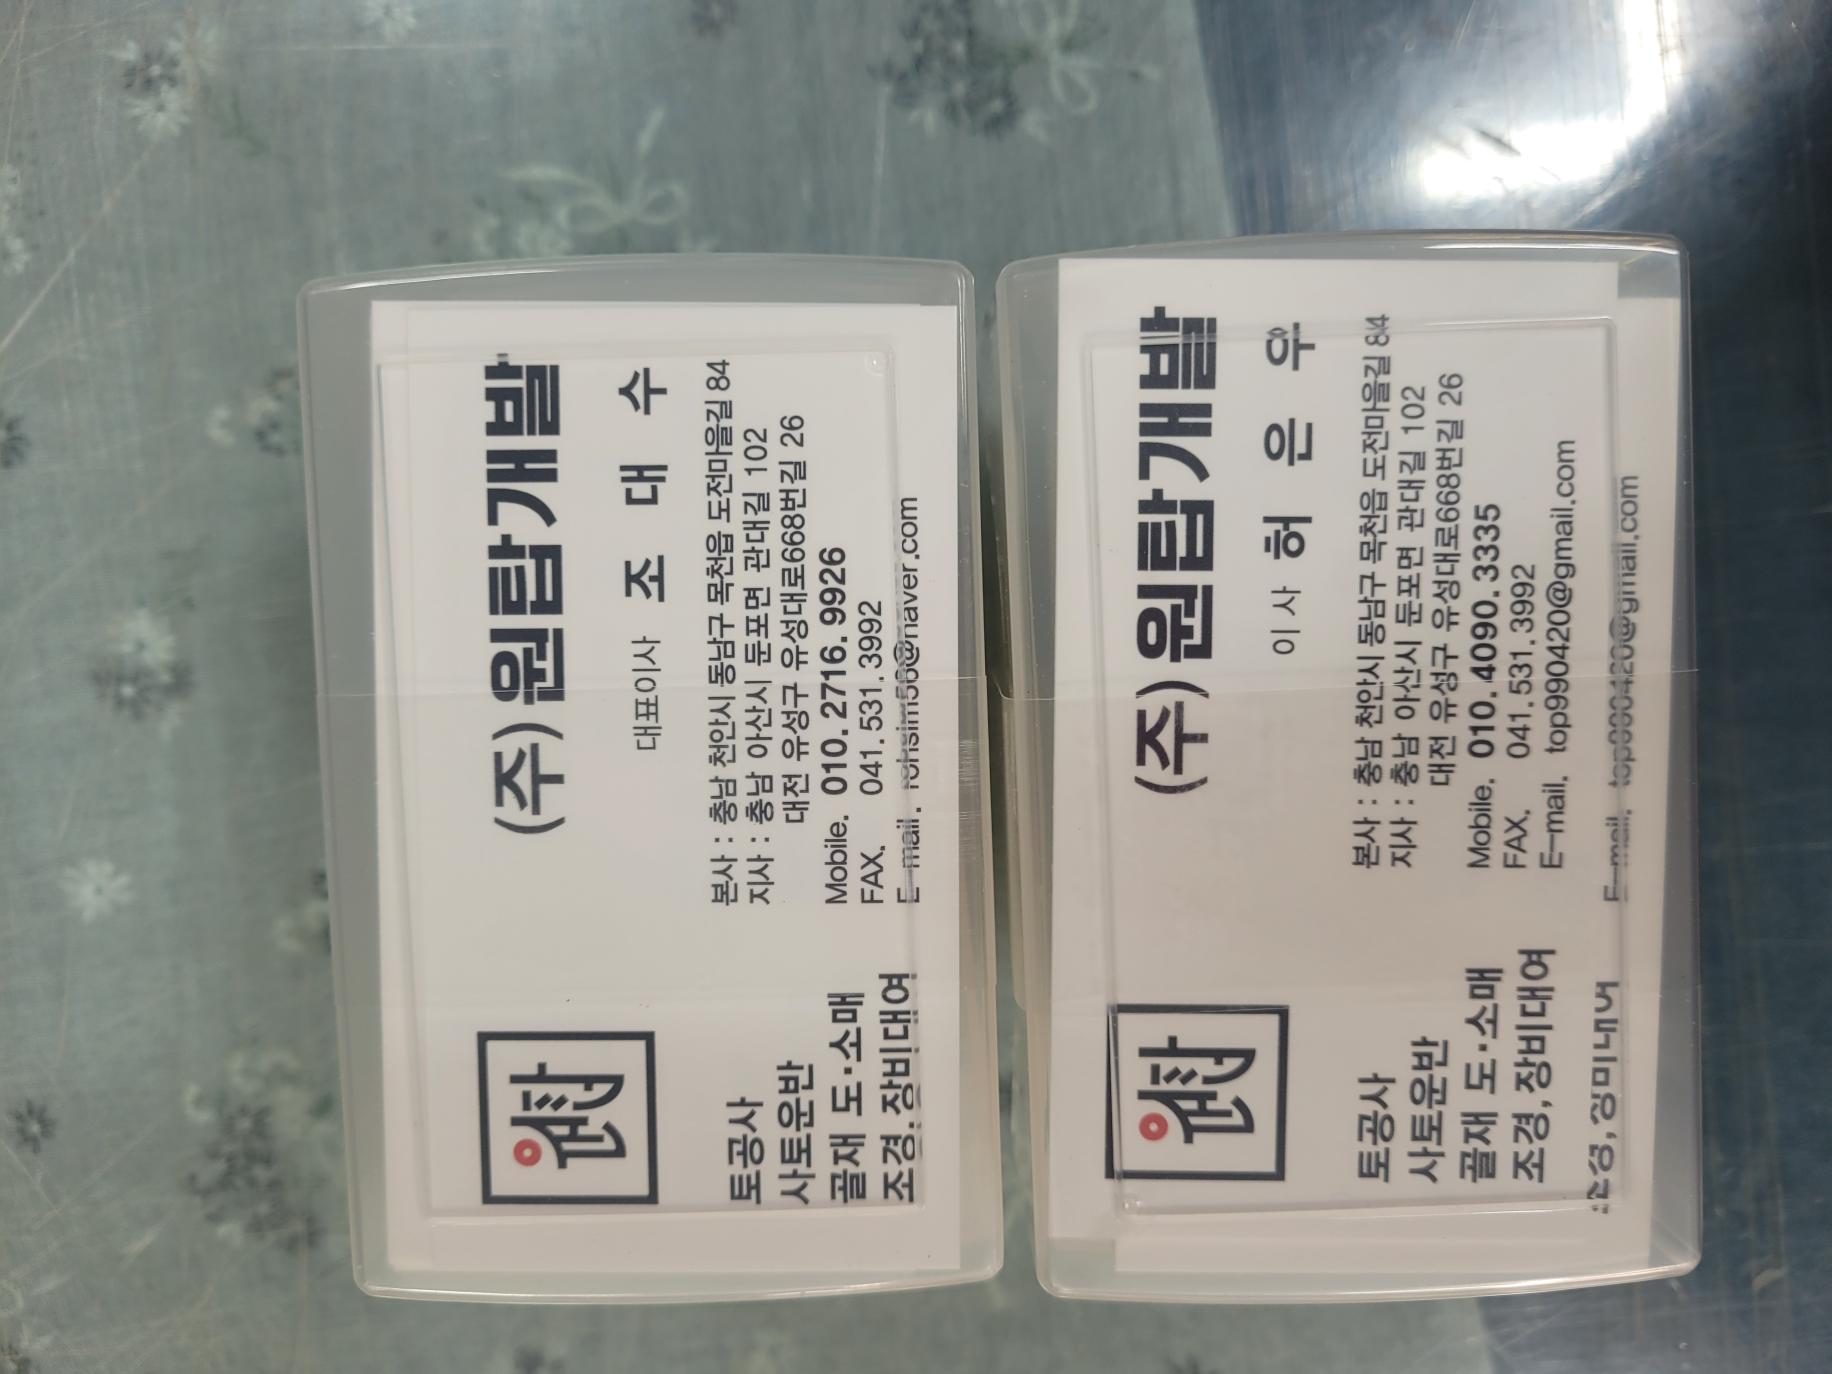 (주)원탑개발
대표이사 조 대 수
본사 : 충남 천안시 동남구 목천읍 도전마을길 84
지사 : 충남 아산시 둔포면 관대길 102
대전 유성구 유성대로668번길 26
Mobile. 010.2716.9926
FAX. 041.531.3992
E-mail.
토공사
사토운반
골재 도·소매
조경,장비대여
(주)원탑개발
이사 허 은 우
본사 : 충남 천안시 동남구 목천읍 도전마을길 84
지사 : 충남 아산시 둔포면 관대길 102
대전 유성구 유성대로668번길 26
Mobile. 010.4090.3335
FAX. 041.531.3992
E-mail. top990420@gmail.com
토공사
사토운반
골재 도·소매
조경,장비대여